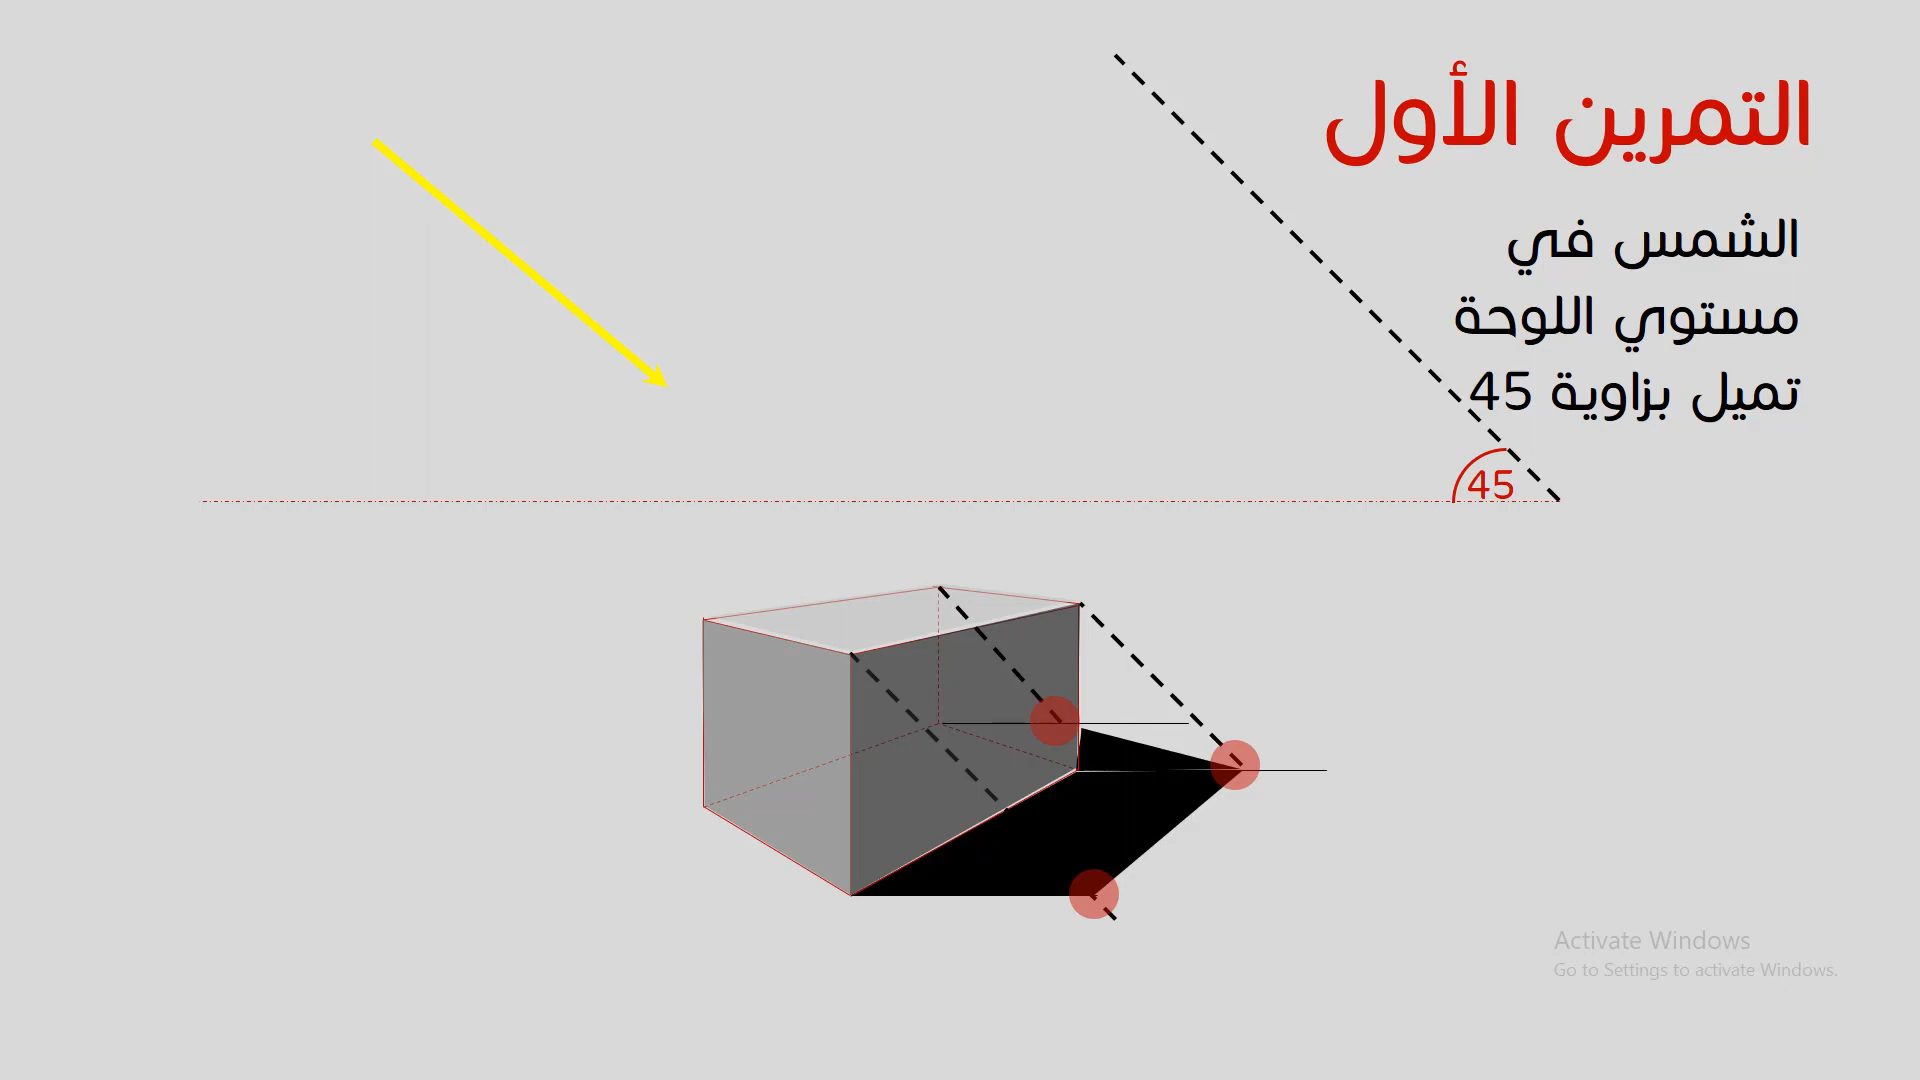 التمرين الأول
الشمس في
مستوي اللوحة
تميل بزاوية 45
45
Activate Windows
Go to Settings to activate Windows.